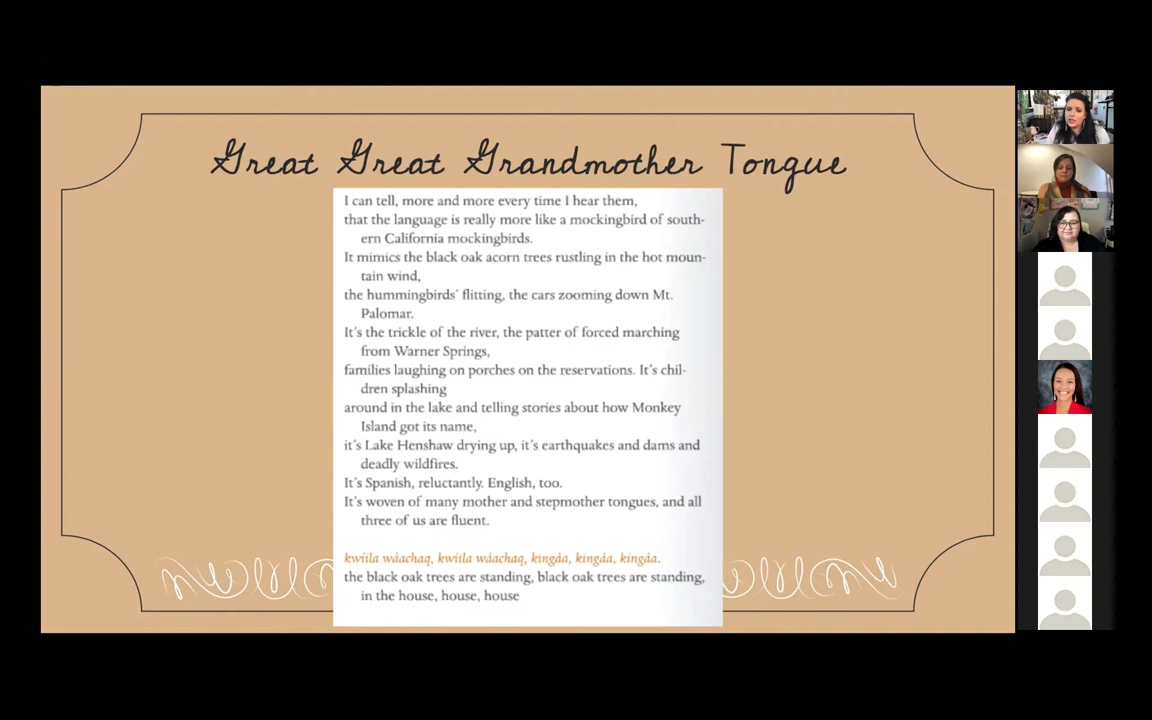 Great Great Grandmother Tongue
I can tell, more and more every time I hear them,
that the language is really more like a mockingbird of south-
ern California mockingbirds.
It mimics the black oak acorn trees rustling in the hot moun-
tain wind,
the hummingbirds' flitting, the cars zooming down Mt.
Palomar.
It's the trickle of the river, the patter of forced marching
from Warner Springs,
families laughing on porches on the reservations. It's chil-
dren splashing
around in the lake and telling stories about how Monkey
Island got its name,
it's Lake Henshaw drying up, it's earthquakes and dams and
deadly wildfires.
It's Spanish, reluctantly. English, too.
It's woven of many mother and stepmother tongues, and all
three of us are fluent.
kwíila wáachaq, kwíila wáachaq, kingáa, kingáa, kingáa.
the black oak trees are standing, black oak trees are standing,
in the house, house, house